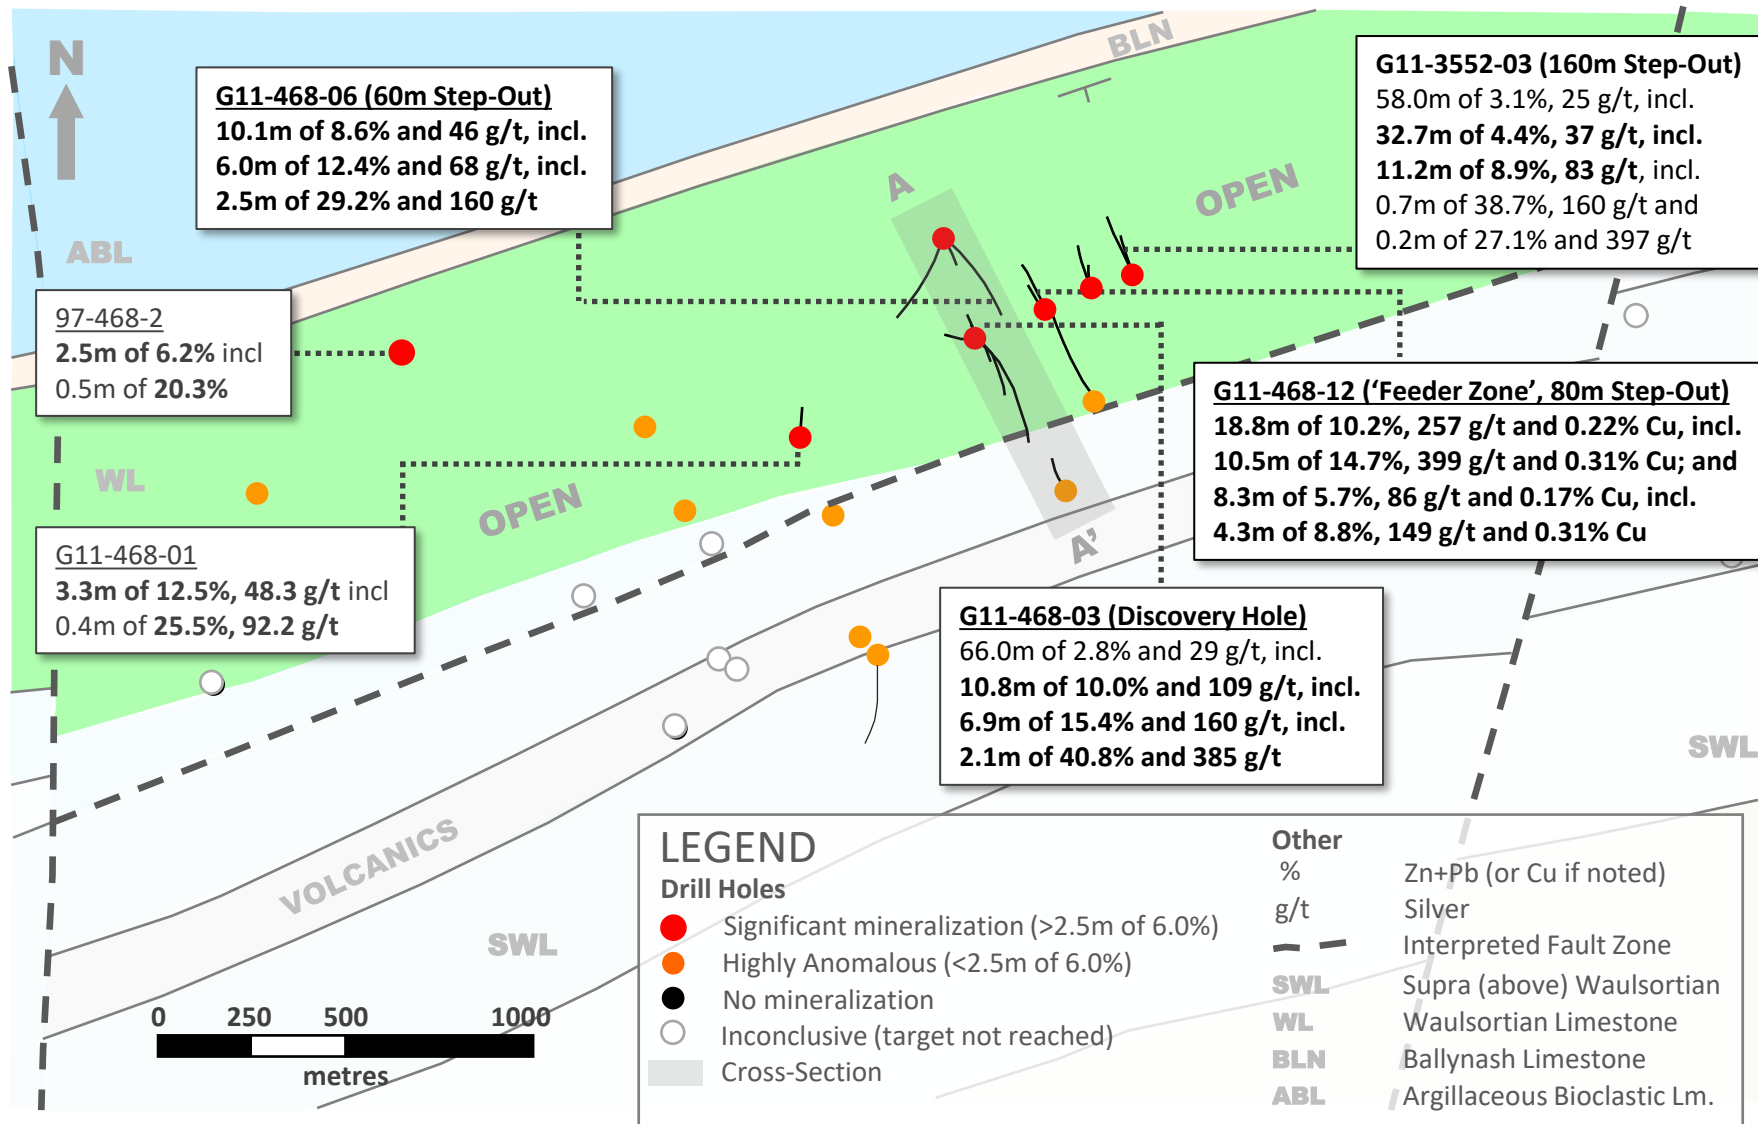 N
BLN
G11-468-06 (60m Step-Out)
10.1m of 8.6% and 46 g/t, incl.
6.0m of 12.4% and 68 g/t, incl.
2.5m of 29.2% and 160 g/t
G11-3552-03 (160m Step-Out)
58.0m of 3.1%, 25 g/t, incl.
32.7m of 4.4%, 37 g/t, incl.
11.2m of 8.9%, 83 g/t, incl.
0.7m of 38.7%, 160 g/t and
0.2m of 27.1% and 397 g/t
A
OPEN
ABL
97-468-2
2.5m of 6.2% incl
0.5m of 20.3%
G11-468-12 (‘Feeder Zone’, 80m Step-Out)
18.8m of 10.2%, 257 g/t and 0.22% Cu, incl.
10.5m of 14.7%, 399 g/t and 0.31% Cu; and
8.3m of 5.7%, 86 g/t and 0.17% Cu, incl.
4.3m of 8.8%, 149 g/t and 0.31% Cu
WL
OPEN
A’
G11-468-01
3.3m of 12.5%, 48.3 g/t incl
0.4m of 25.5%, 92.2 g/t
G11-468-03 (Discovery Hole)
66.0m of 2.8% and 29 g/t, incl.
10.8m of 10.0% and 109 g/t, incl.
6.9m of 15.4% and 160 g/t, incl.
2.1m of 40.8% and 385 g/t
SWL
VOLCANICS
SWL
0 250 500 1000
metres
LEGEND
Drill Holes
Significant mineralization (>2.5m of 6.0%)
Highly Anomalous (<2.5m of 6.0%)
No mineralization
Inconclusive (target not reached)
Cross-Section
Other
% Zn+Pb (or Cu if noted)
g/t Silver
Interpreted Fault Zone
SWL Supra (above) Waulsortian
WL Waulsortian Limestone
BLN Ballynash Limestone
ABL Argillaceous Bioclastic Lm.